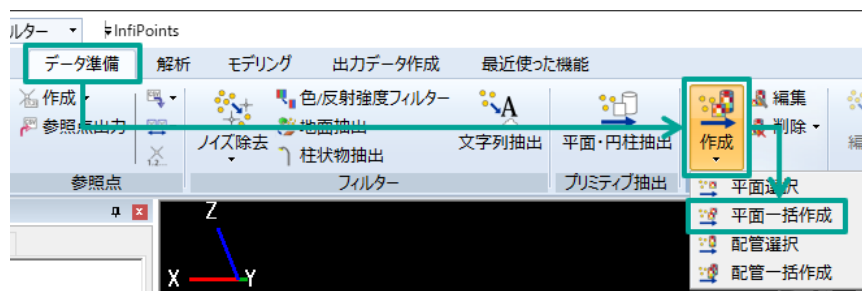 ルター InfiPoints
データ準備 解析 モデリング 出力データ作成 最近使った機能
作成 色/反射強度フィルター 編集
参照点出力 ノイズ除去 地面抽出 文字列抽出 平面・円柱抽出 作成 削除
1.2... 柱状物抽出
参照点 フィルター プリミティブ抽出
平面選択
平面一括作成
配管選択
配管一括作成
Z
X Y